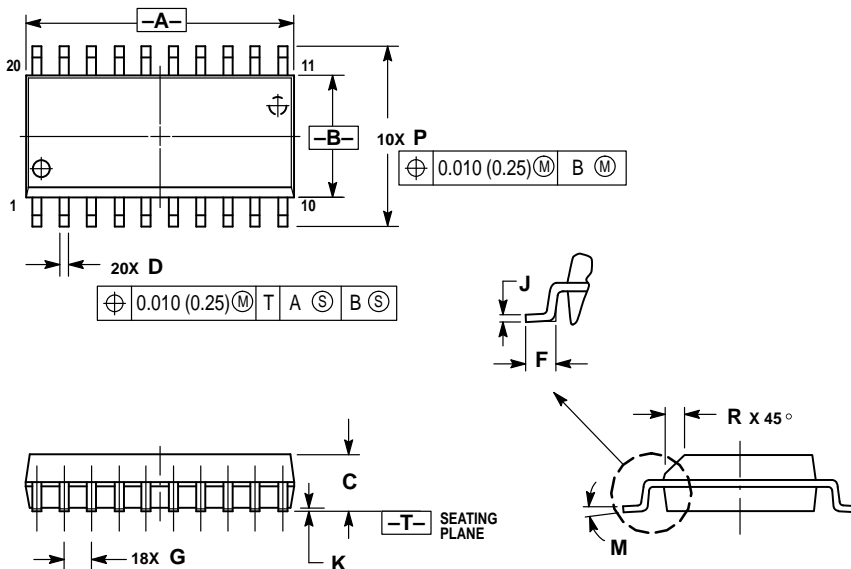 –A–
20
11
–B–
10X P
⌖ 0.010 (0.25) Ⓜ B Ⓜ
1
10
20X D
⌖ 0.010 (0.25) Ⓜ T A Ⓢ B Ⓢ
J
F
R X 45°
C
–T– SEATING
PLANE
M
18X G
K